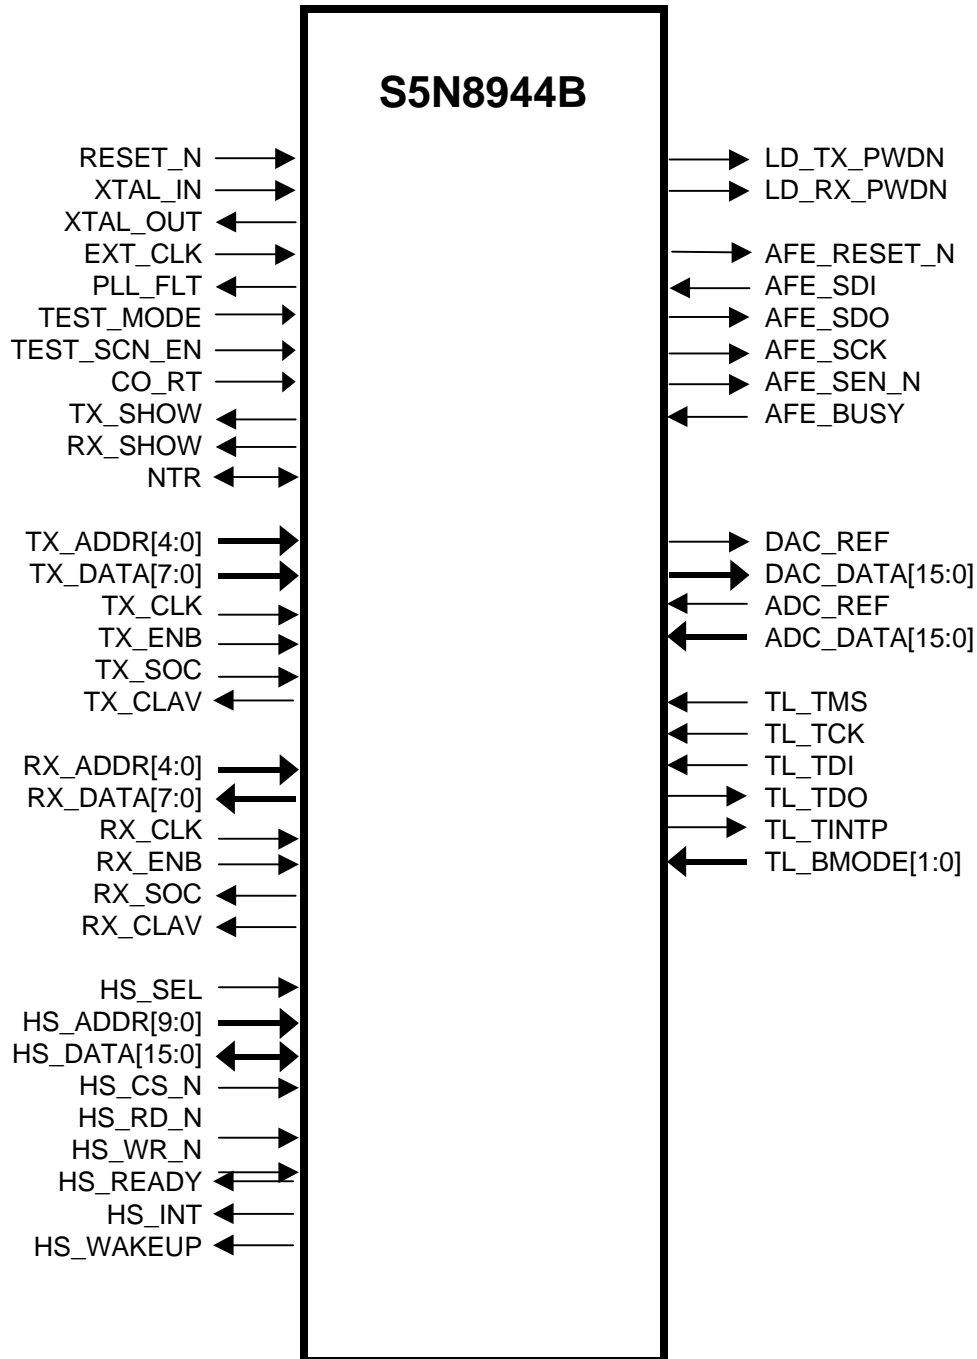 S5N8944B
RESET_N
XTAL_IN
XTAL_OUT
EXT_CLK
PLL_FLT
TEST_MODE
TEST_SCN_EN
CO_RT
TX_SHOW
RX_SHOW
NTR
TX_ADDR[4:0]
TX_DATA[7:0]
TX_CLK
TX_ENB
TX_SOC
TX_CLAV
RX_ADDR[4:0]
RX_DATA[7:0]
RX_CLK
RX_ENB
RX_SOC
RX_CLAV
HS_SEL
HS_ADDR[9:0]
HS_DATA[15:0]
HS_CS_N
HS_RD_N
HS_WR_N
HS_READY
HS_INT
HS_WAKEUP
LD_TX_PWDN
LD_RX_PWDN
AFE_RESET_N
AFE_SDI
AFE_SDO
AFE_SCK
AFE_SEN_N
AFE_BUSY
DAC_REF
DAC_DATA[15:0]
ADC_REF
ADC_DATA[15:0]
TL_TMS
TL_TCK
TL_TDI
TL_TDO
TL_TINTP
TL_BMODE[1:0]